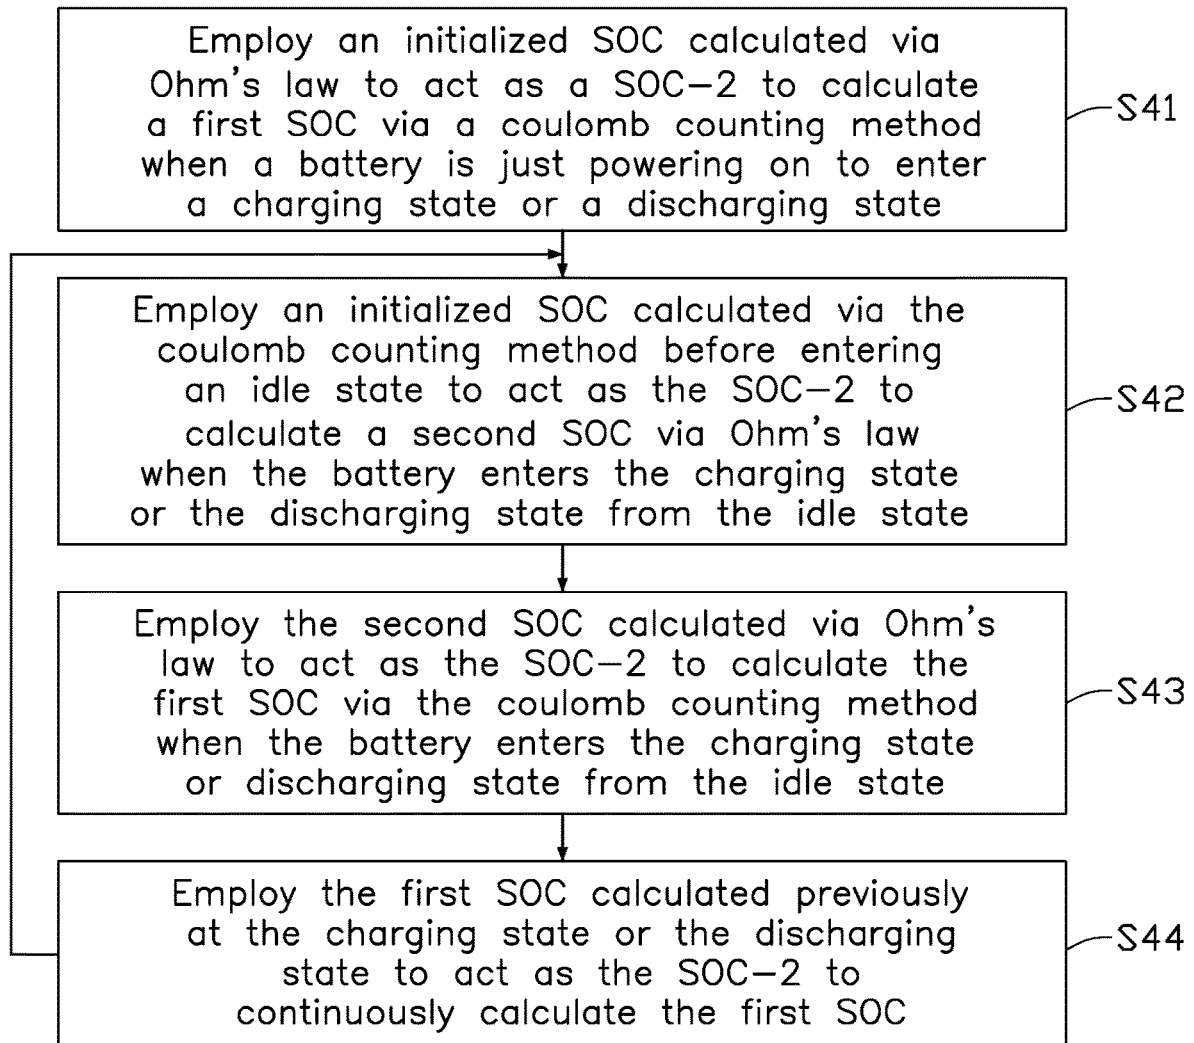 Employ an initialized SOC calculated via
Ohm's law to act as a SOC-2 to calculate
a first SOC via a coulomb counting method
when a battery is just powering on to enter
a charging state or a discharging state
S41
Employ an initialized SOC calculated via the
coulomb counting method before entering
an idle state to act as the SOC-2 to
calculate a second SOC via Ohm's law
when the battery enters the charging state
or the discharging state from the idle state
S42
Employ the second SOC calculated via Ohm's
law to act as the SOC-2 to calculate the
first SOC via the coulomb counting method
when the battery enters the charging state
or discharging state from the idle state
S43
Employ the first SOC calculated previously
at the charging state or the discharging
state to act as the SOC-2 to
continuously calculate the first SOC
S44